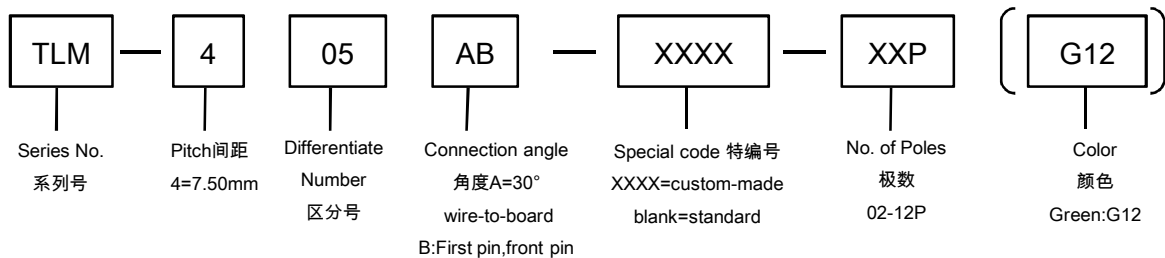 TLM — 4 05 AB — XXXX — XXP ( G12 )
Series No.
系列号
Pitch间距
4=7.50mm
Differentiate
Number
区分号
Connection angle
角度A=30°
wire-to-board
B:First pin,front pin
Special code 特编号
XXXX=custom-made
blank=standard
No. of Poles
极数
02-12P
Color
颜色
Green:G12